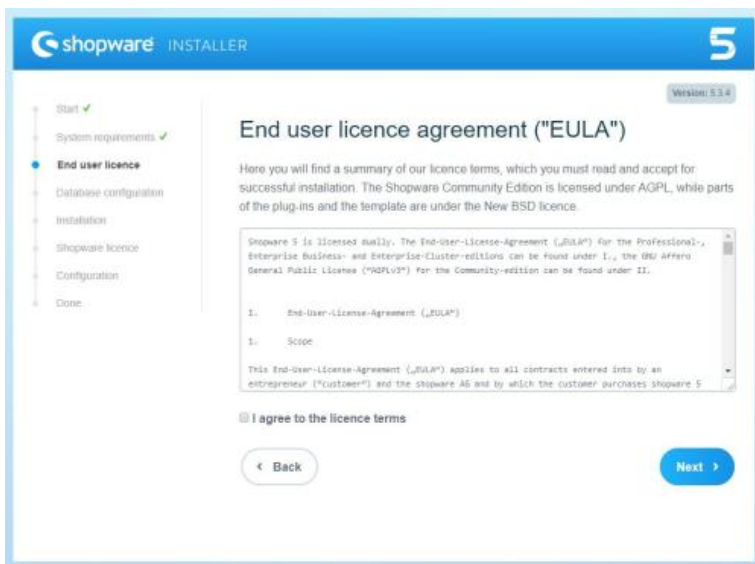 shopware INSTALLER
5
Version: 5.3.4
Start
System requirements
End user licence
Database configuration
Installation
Shopware licence
Configuration
Done
End user licence agreement ("EULA")
Here you will find a summary of our licence terms, which you must read and accept for
successful installation. The Shopware Community Edition is licensed under AGPL, while parts
of the plug-ins and the template are under the New BSD licence.
Shopware 5 is licensed dually. The End-User-License-Agreement („EULA“) for the Professional-,
Enterprise Business- and Enterprise-Cluster-editions can be found under I., the GNU Affero
General Public License ("AGPLv3") for the Community-edition can be found under II.
I. End-User-License-Agreement („EULA“)
1. Scope
This End-User-License-Agreement („EULA“) applies to all contracts entered into by an
entrepreneur ("customer") and the shopware AG and by which the customer purchases shopware 5
I agree to the licence terms
Back
Next